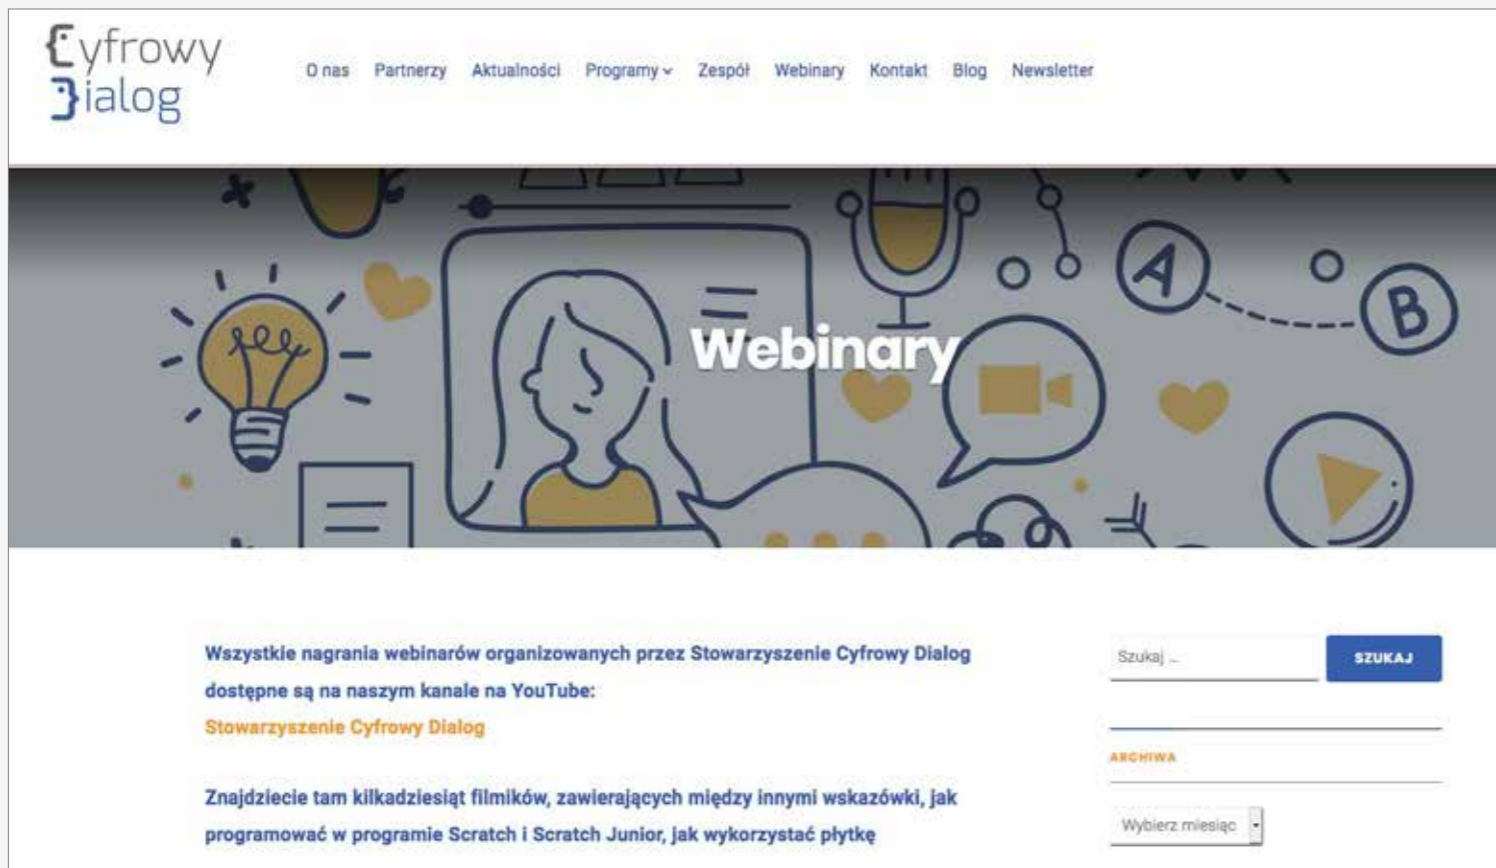 Cyfrowy
Dialog
O nas Partnerzy Aktualności Programy Zespół Webinary Kontakt Blog Newsletter
A
B
Webinary
Wszystkie nagrania webinarów organizowanych przez Stowarzyszenie Cyfrowy Dialog
dostępne są na naszym kanale na YouTube:
Stowarzyszenie Cyfrowy Dialog
Znajdziecie tam kilkadziesiąt filmików, zawierających między innymi wskazówki, jak
programować w programie Scratch i Scratch Junior, jak wykorzystać płytkę
Szukaj ...
SZUKAJ
ARCHIWA
Wybierz miesiąc